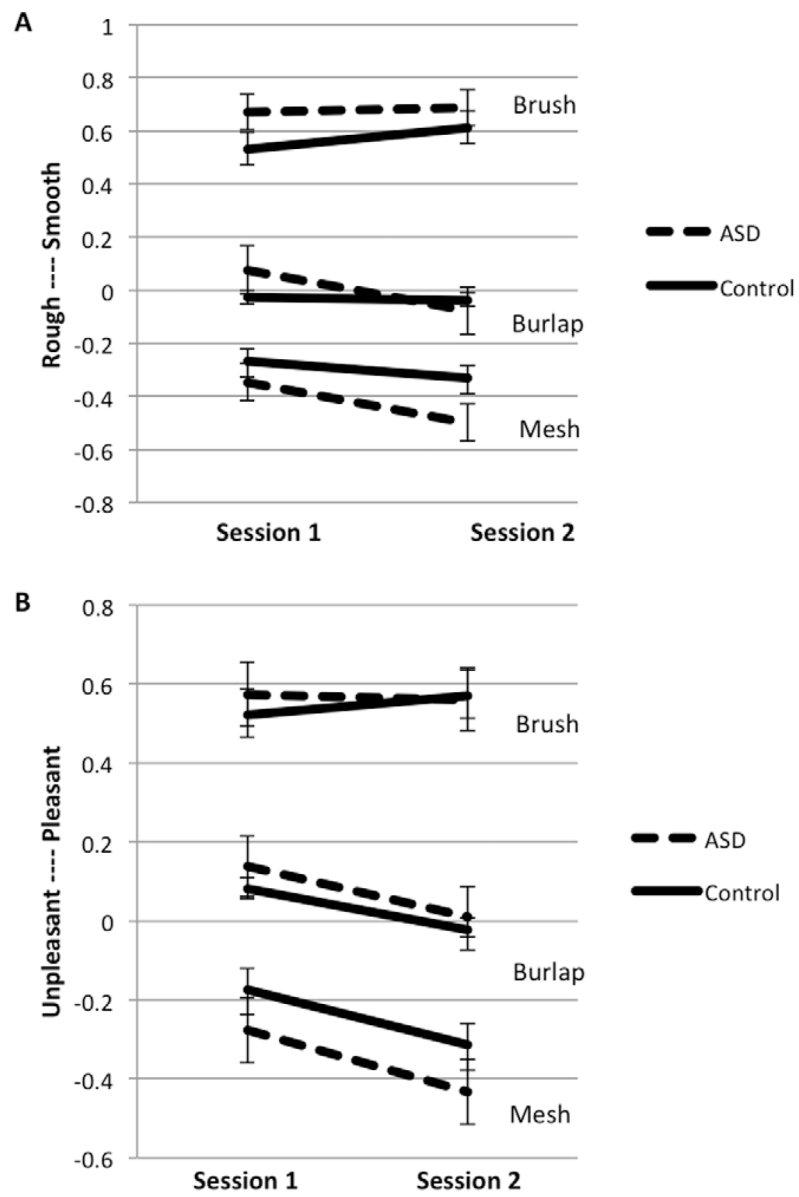 A
1
0.8
0.6
0.4
0.2
0
-0.2
-0.4
-0.6
-0.8
Rough ---- Smooth
Brush
Burlap
Mesh
ASD
Control
Session 1 Session 2
B
0.8
0.6
0.4
0.2
0
-0.2
-0.4
-0.6
Unpleasant ---- Pleasant
Brush
Burlap
Mesh
ASD
Control
Session 1 Session 2